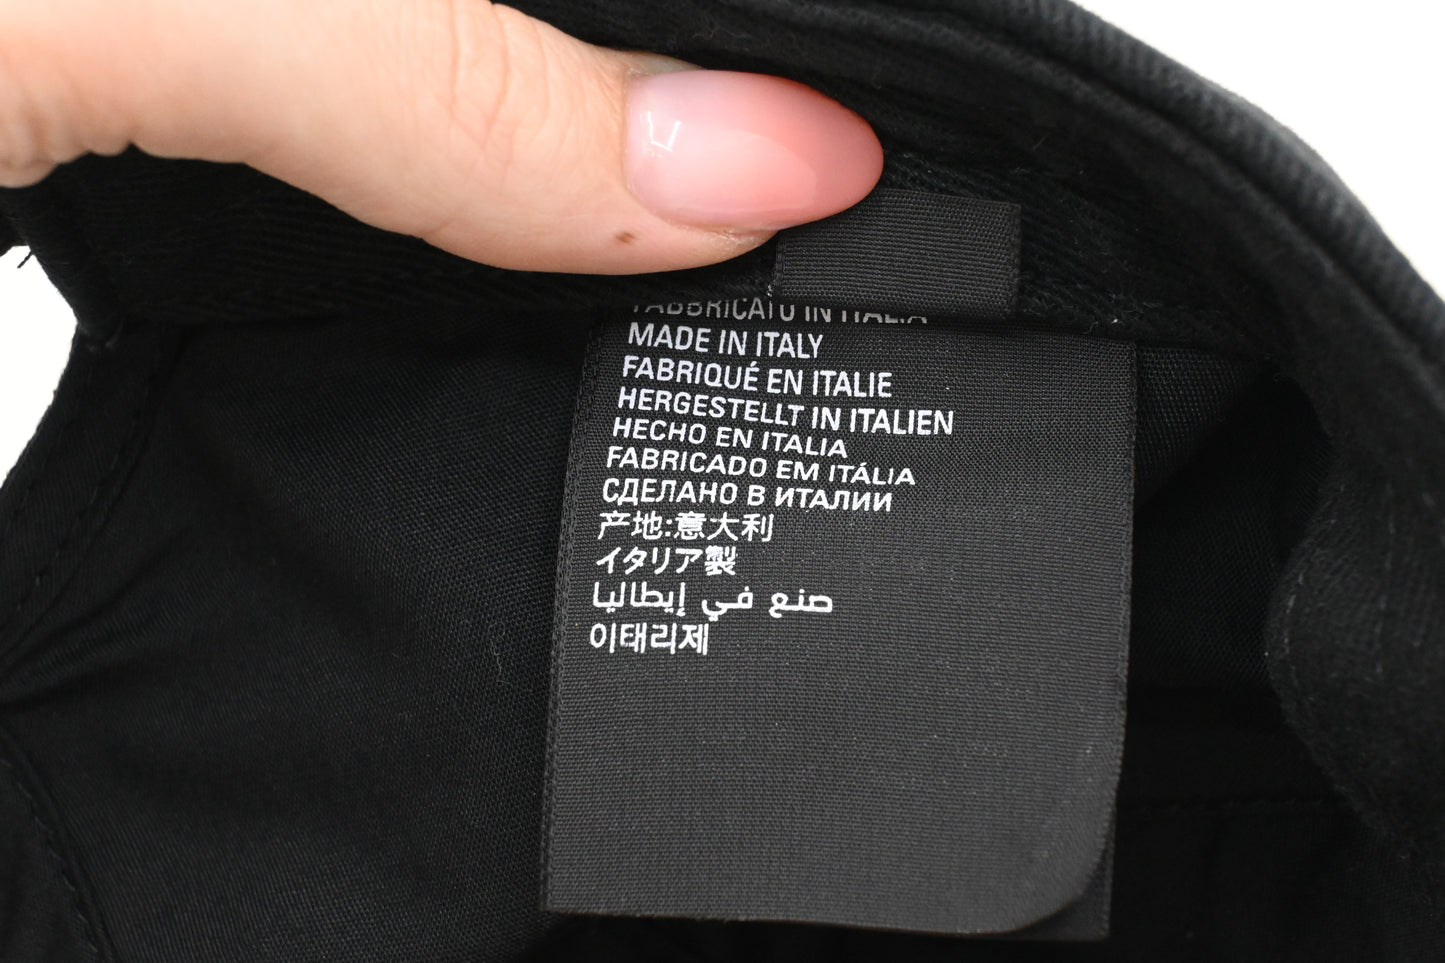 FABBRICATO IN ITALIA
MADE IN ITALY
FABRIQUÉ EN ITALIE
HERGESTELLT IN ITALIEN
HECHO EN ITALIA
FABRICADO EM ITÁLIA
СДЕЛАНО В ИТАЛИИ
产地:意大利
イタリア製
صنع في إيطاليا
이태리제